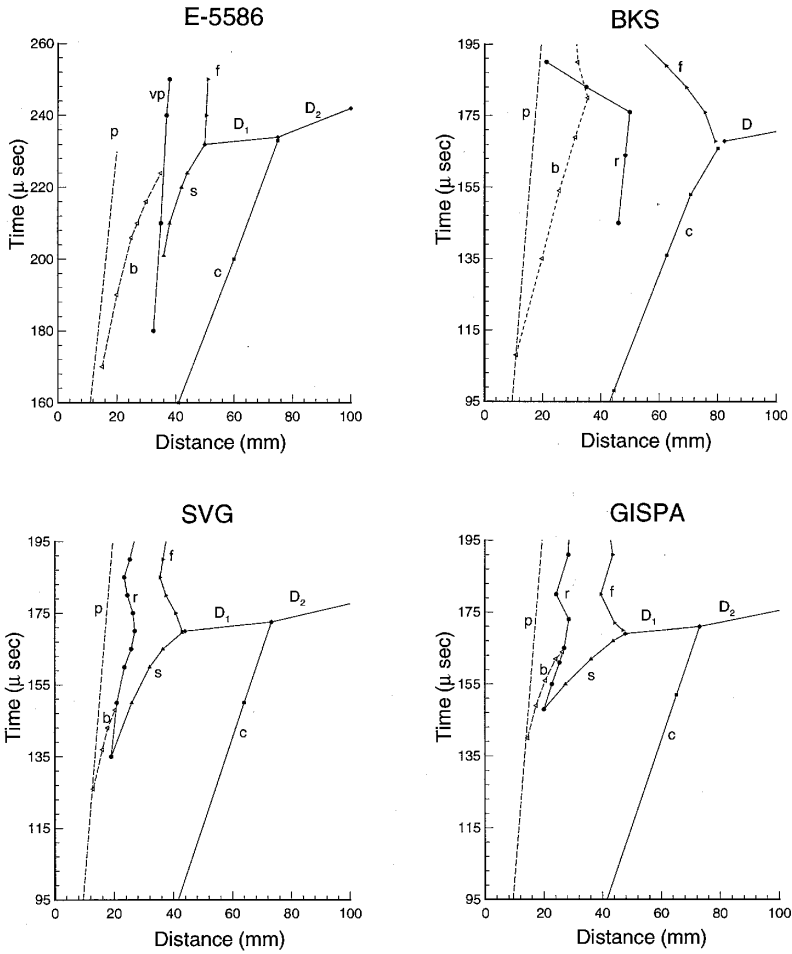 E-5586
260
240
220
200
180
160
Time (μ sec)
0 20 40 60 80 100
Distance (mm)
p
vp
f
D₁
D₂
s
b
c
BKS
195
175
155
135
115
95
Time (μ sec)
0 20 40 60 80 100
Distance (mm)
f
p
D
b
r
c
SVG
195
175
155
135
115
95
Time (μ sec)
0 20 40 60 80 100
Distance (mm)
f
p
r
D₁
D₂
s
b
c
GISPA
195
175
155
135
115
95
Time (μ sec)
0 20 40 60 80 100
Distance (mm)
r
f
p
D₁
D₂
b
s
c